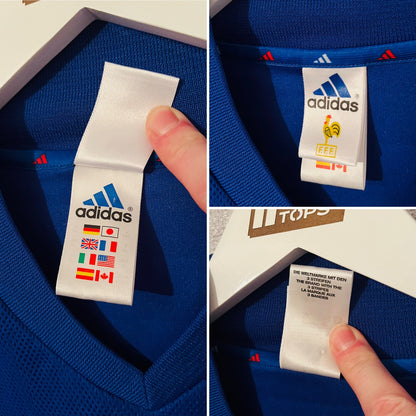 adidas
adidas
FFF
TOPS
DIE WELTMARKE MIT DEN
3 STREIFEN
THE BRAND WITH THE
3 STRIPES
LA MARQUE AUX
3 BANDES